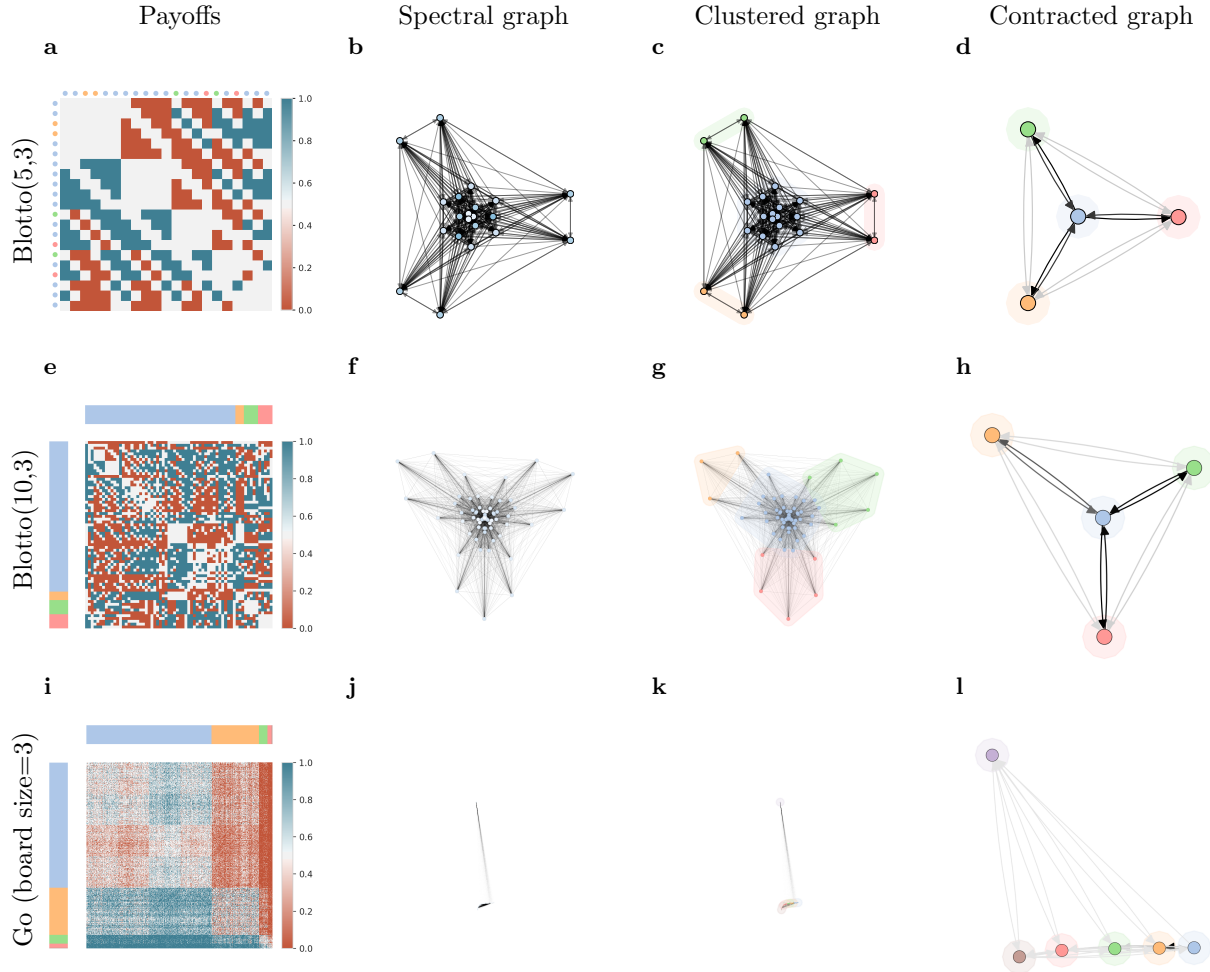 Payoffs Spectral graph Clustered graph Contracted graph
a b c d
Blotto(5,3)
1.0
0.8
0.6
0.4
0.2
0.0
e f g h
Blotto(10,3)
1.0
0.8
0.6
0.4
0.2
0.0
i j k l
Go (board size=3)
1.0
0.8
0.6
0.4
0.2
0.0